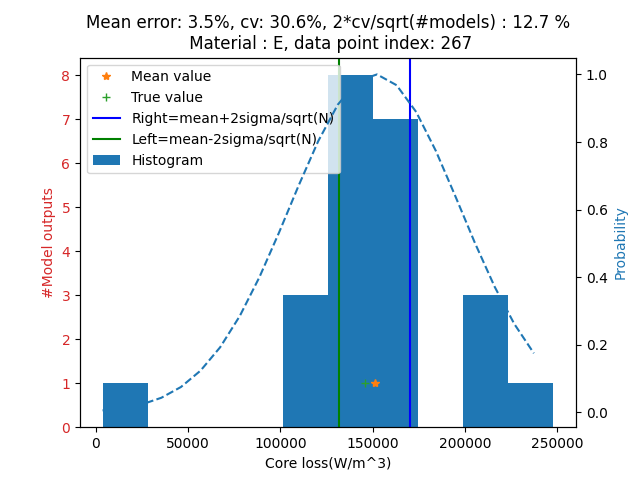 Mean error: 3.5%, cv: 30.6%, 2*cv/sqrt(#models) : 12.7 %
Material : E, data point index: 267
Mean value
True value
Right=mean+2sigma/sqrt(N)
Left=mean-2sigma/sqrt(N)
Histogram
#Model outputs
8
7
6
5
4
3
2
1
0
1.0
0.8
0.6
0.4
0.2
0.0
Probability
0 50000 100000 150000 200000 250000
Core loss(W/m^3)